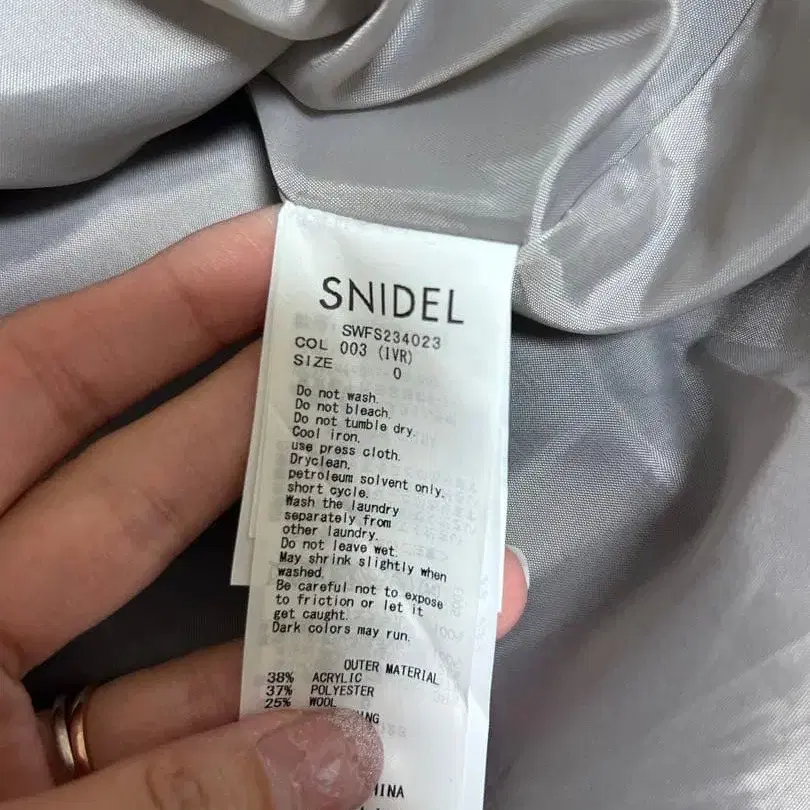 SNIDEL
SWFS234023
COL 003 (IVR)
SIZE 0
Do not wash.
Do not bleach.
Do not tumble dry.
Cool iron.
use press cloth.
Dryclean,
petroleum solvent only.
short cycle.
Wash the laundry
separately from
other laundry.
Do not leave wet.
May shrink slightly when
washed.
Be careful not to expose
to friction or let it
get caught.
Dark colors may run.
OUTER MATERIAL
38% ACRYLIC
37% POLYESTER
25% WOOL